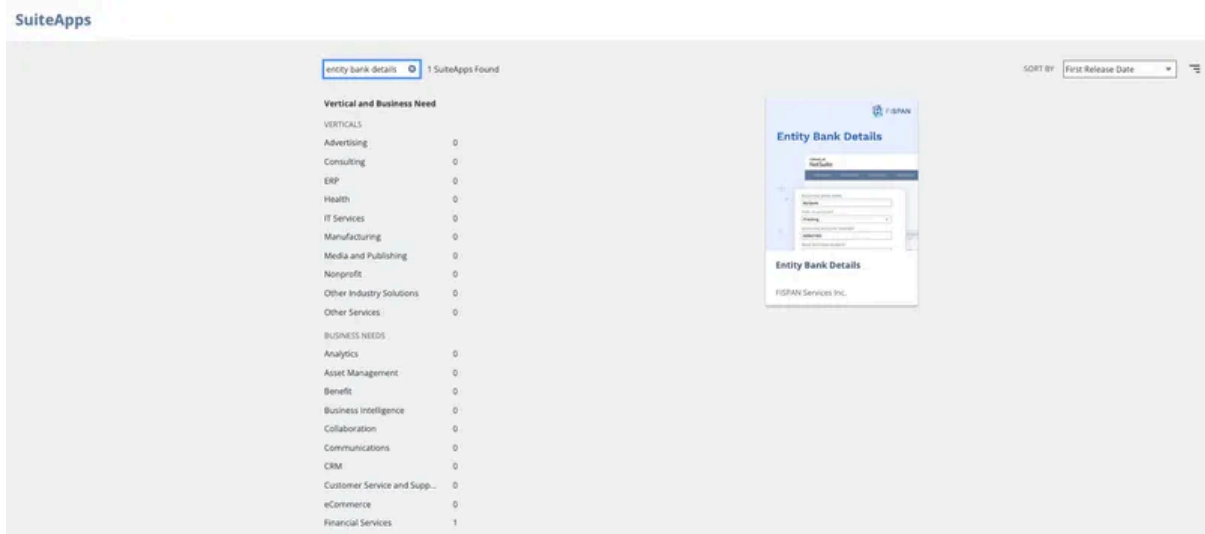 SuiteApps
entity bank details
1 SuiteApps Found
SORT BY
First Release Date
Vertical and Business Need
VERTICALS
Advertising 0
Consulting 0
ERP 0
Health 0
IT Services 0
Manufacturing 0
Media and Publishing 0
Nonprofit 0
Other Industry Solutions 0
Other Services 0
BUSINESS NEEDS
Analytics 0
Asset Management 0
Benefit 0
Business Intelligence 0
Collaboration 0
Communications 0
CRM 0
Customer Service and Supp... 0
eCommerce 0
Financial Services 1
FISPAN
Entity Bank Details
NetSuite
Entity Bank Details
FISPAN Services Inc.